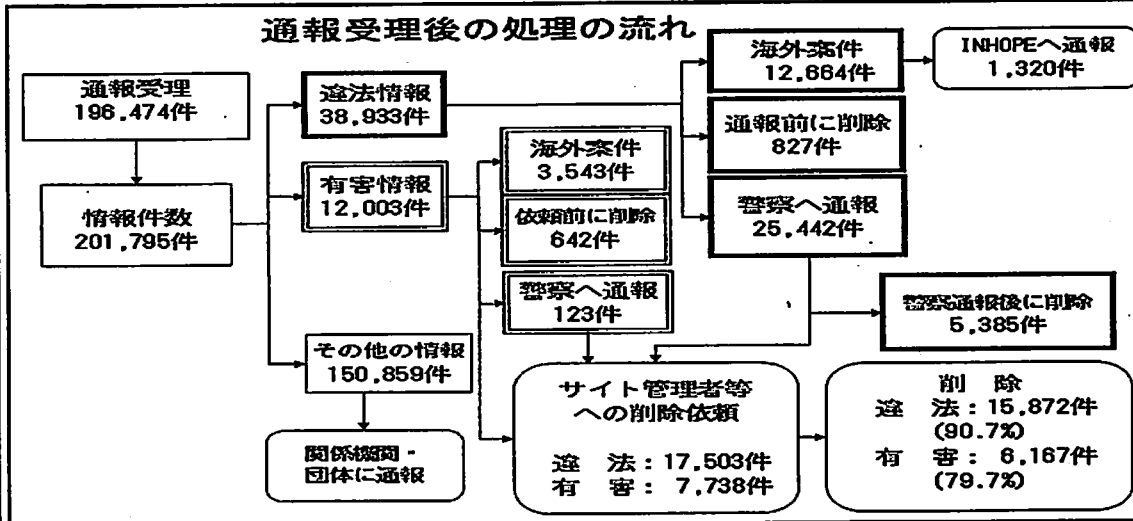 通報受理後の処理の流れ
通報受理
196,474件
情報件数
201,795件
違法情報
38,933件
有害情報
12,003件
その他の情報
150,859件
関係機関・
団体に通報
海外案件
3,543件
依頼前に削除
642件
警察へ通報
123件
海外案件
12,664件
INHOPEへ通報
1,320件
通報前に削除
827件
警察へ通報
25,442件
警察通報後に削除
5,385件
サイト管理者等
への削除依頼
違 法:17,503件
有 害: 7,738件
削 除
違 法:15,872件
(90.7%)
有 害: 6,167件
(79.7%)